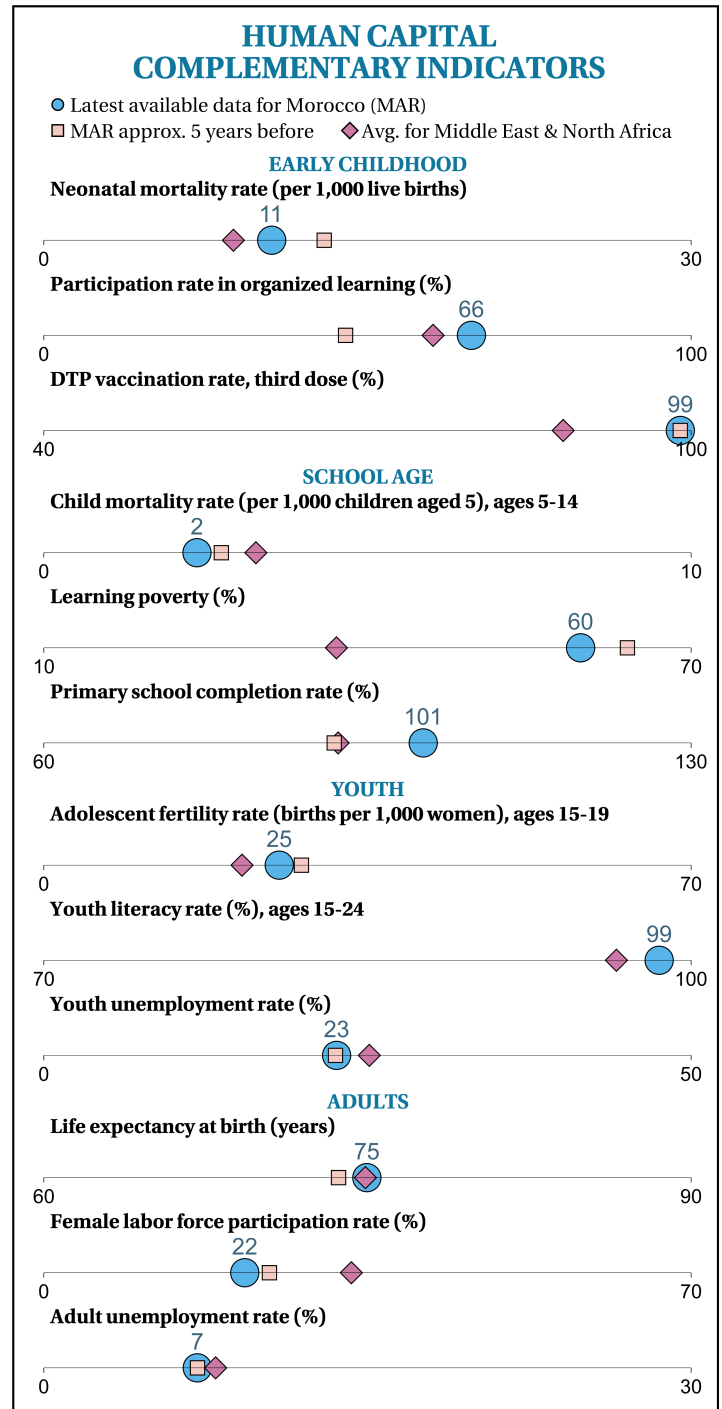 HUMAN CAPITAL
COMPLEMENTARY INDICATORS
Latest available data for Morocco (MAR)
MAR approx. 5 years before Avg. for Middle East & North Africa
EARLY CHILDHOOD
Neonatal mortality rate (per 1,000 live births)
11
0 30
Participation rate in organized learning (%)
66
0 100
DTP vaccination rate, third dose (%)
99
40 100
SCHOOL AGE
Child mortality rate (per 1,000 children aged 5), ages 5-14
2
0 10
Learning poverty (%)
60
10 70
Primary school completion rate (%)
101
60 130
YOUTH
Adolescent fertility rate (births per 1,000 women), ages 15-19
25
0 70
Youth literacy rate (%), ages 15-24
99
70 100
Youth unemployment rate (%)
23
0 50
ADULTS
Life expectancy at birth (years)
75
60 90
Female labor force participation rate (%)
22
0 70
Adult unemployment rate (%)
7
0 30